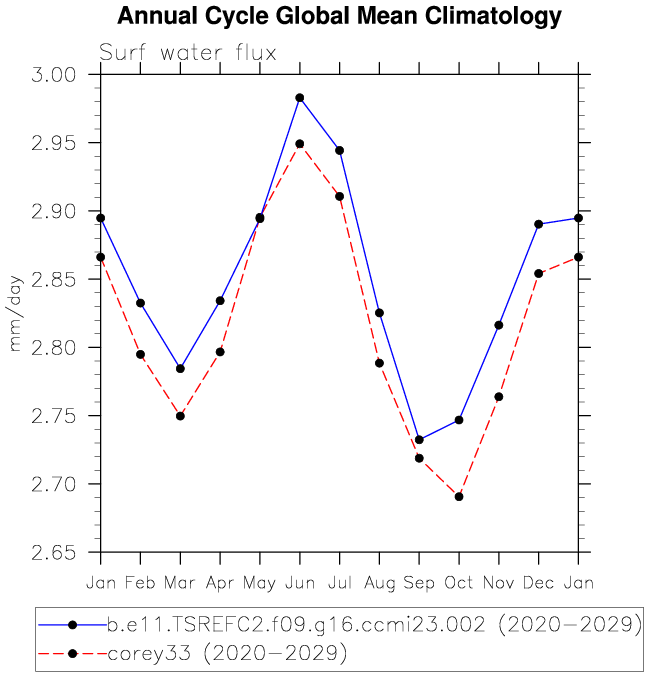 Annual Cycle Global Mean Climatology
Surf water flux
3.00
2.95
2.90
2.85
2.80
2.75
2.70
2.65
mm/day
Jan Feb Mar Apr May Jun Jul Aug Sep Oct Nov Dec Jan
b.e11.TSREFC2.f09.g16.ccmi23.002 (2020-2029)
corey33 (2020-2029)